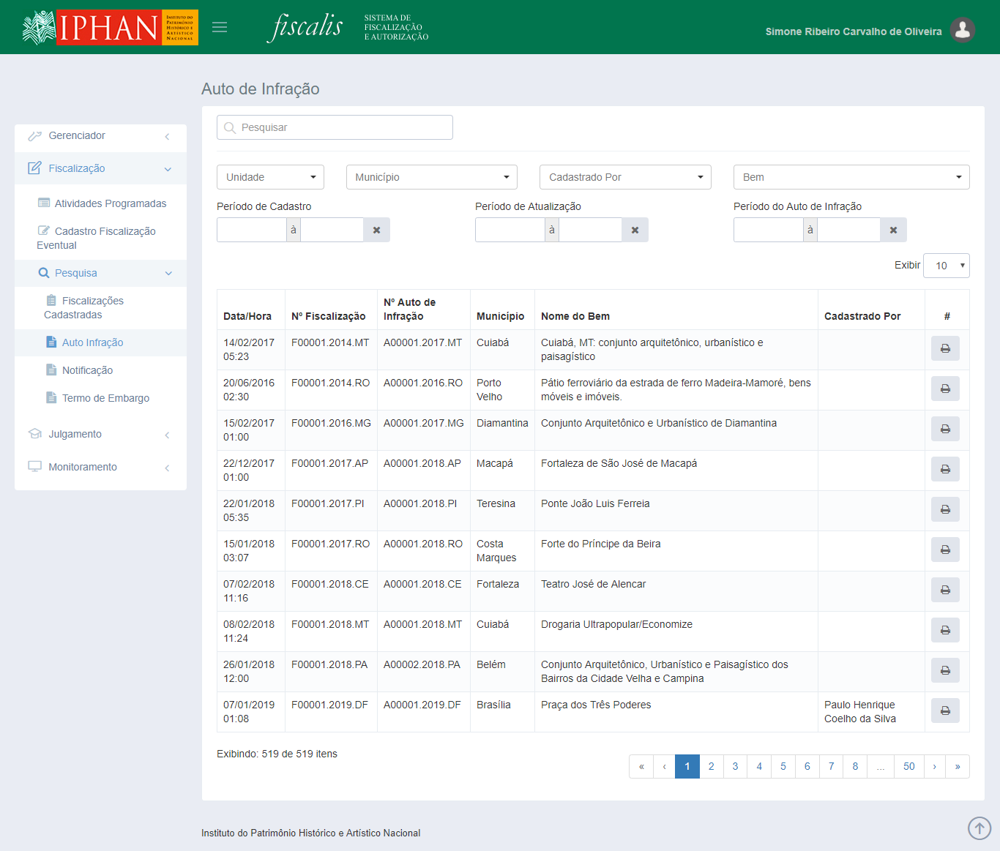 IPHAN
INSTITUTO DO
PATRIMÔNIO
HISTÓRICO E
ARTÍSTICO
NACIONAL
fiscalis
SISTEMA DE
FISCALIZAÇÃO
E AUTORIZAÇÃO
Simone Ribeiro Carvalho de Oliveira
Auto de Infração
Gerenciador
Fiscalização
Atividades Programadas
Cadastro Fiscalização
Eventual
Pesquisa
Fiscalizações
Cadastradas
Auto Infração
Notificação
Termo de Embargo
Julgamento
Monitoramento
Pesquisar
Unidade Município Cadastrado Por Bem
Período de Cadastro Período de Atualização Período do Auto de Infração
à à à
Exibir 10
Data/Hora Nº Fiscalização Nº Auto de Infração Município Nome do Bem Cadastrado Por #
14/02/2017 F00001.2014.MT A00001.2017.MT Cuiabá Cuiabá, MT: conjunto arquitetônico, urbanístico e
05:23 paisagístico
20/06/2016 F00001.2014.RO A00001.2016.RO Porto Pátio ferroviário da estrada de ferro Madeira-Mamoré, bens
02:30 Velho móveis e imóveis.
15/02/2017 F00001.2016.MG A00001.2017.MG Diamantina Conjunto Arquitetônico e Urbanístico de Diamantina
01:00
22/12/2017 F00001.2017.AP A00001.2018.AP Macapá Fortaleza de São José de Macapá
01:00
22/01/2018 F00001.2017.PI A00001.2018.PI Teresina Ponte João Luis Ferreia
05:35
15/01/2018 F00001.2017.RO A00001.2018.RO Costa Forte do Príncipe da Beira
03:07 Marques
07/02/2018 F00001.2018.CE A00001.2018.CE Fortaleza Teatro José de Alencar
11:16
08/02/2018 F00001.2018.MT A00001.2018.MT Cuiabá Drogaria Ultrapopular/Economize
11:24
26/01/2018 F00001.2018.PA A00002.2018.PA Belém Conjunto Arquitetônico, Urbanístico e Paisagístico dos
12:00 Bairros da Cidade Velha e Campina
07/01/2019 F00001.2019.DF A00001.2019.DF Brasília Praça dos Três Poderes Paulo Henrique
01:08 Coelho da Silva
Exibindo: 519 de 519 itens
« ‹ 1 2 3 4 5 6 7 8 ... 50 › »
Instituto do Patrimônio Histórico e Artístico Nacional